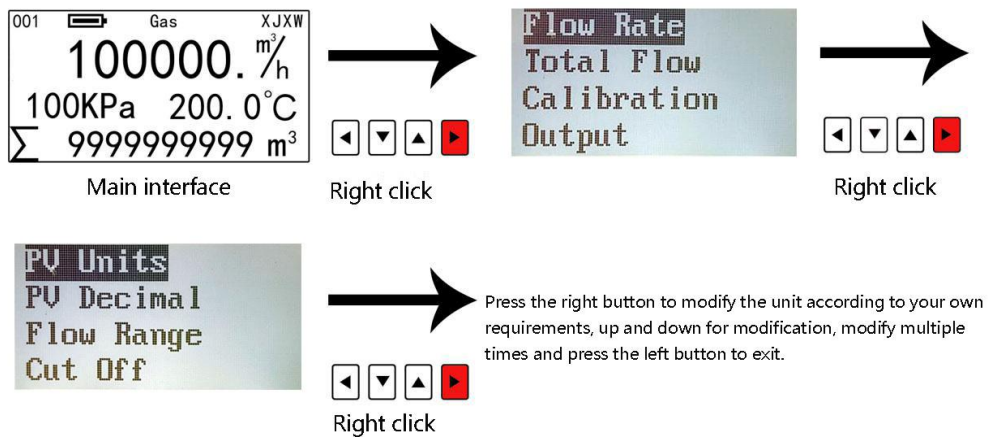 001 Gas XJXW
100000. m³/h
100KPa 200.0°C
∑ 9999999999 m³
Main interface
Right click
Flow Rate
Total Flow
Calibration
Output
Right click
PV Units
PV Decimal
Flow Range
Cut Off
Right click
Press the right button to modify the unit according to your own
requirements, up and down for modification, modify multiple
times and press the left button to exit.